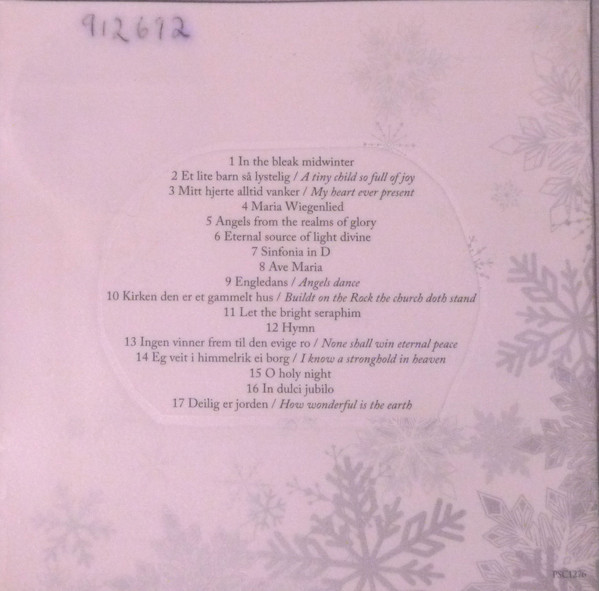 912692
1 In the bleak midwinter
2 Et lite barn så lystelig / A tiny child so full of joy
3 Mitt hjerte alltid vanker / My heart ever present
4 Maria Wiegenlied
5 Angels from the realms of glory
6 Eternal source of light divine
7 Sinfonia in D
8 Ave Maria
9 Engledans / Angels dance
10 Kirken den er et gammelt hus / Buildt on the Rock the church doth stand
11 Let the bright seraphim
12 Hymn
13 Ingen vinner frem til den evige ro / None shall win eternal peace
14 Eg veit i himmelrik ei borg / I know a stronghold in heaven
15 O holy night
16 In dulci jubilo
17 Deilig er jorden / How wonderful is the earth